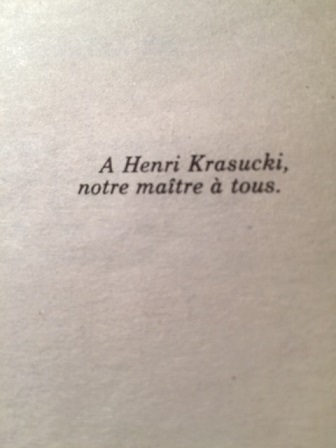 A Henri Krasucki,
notre maître à tous.